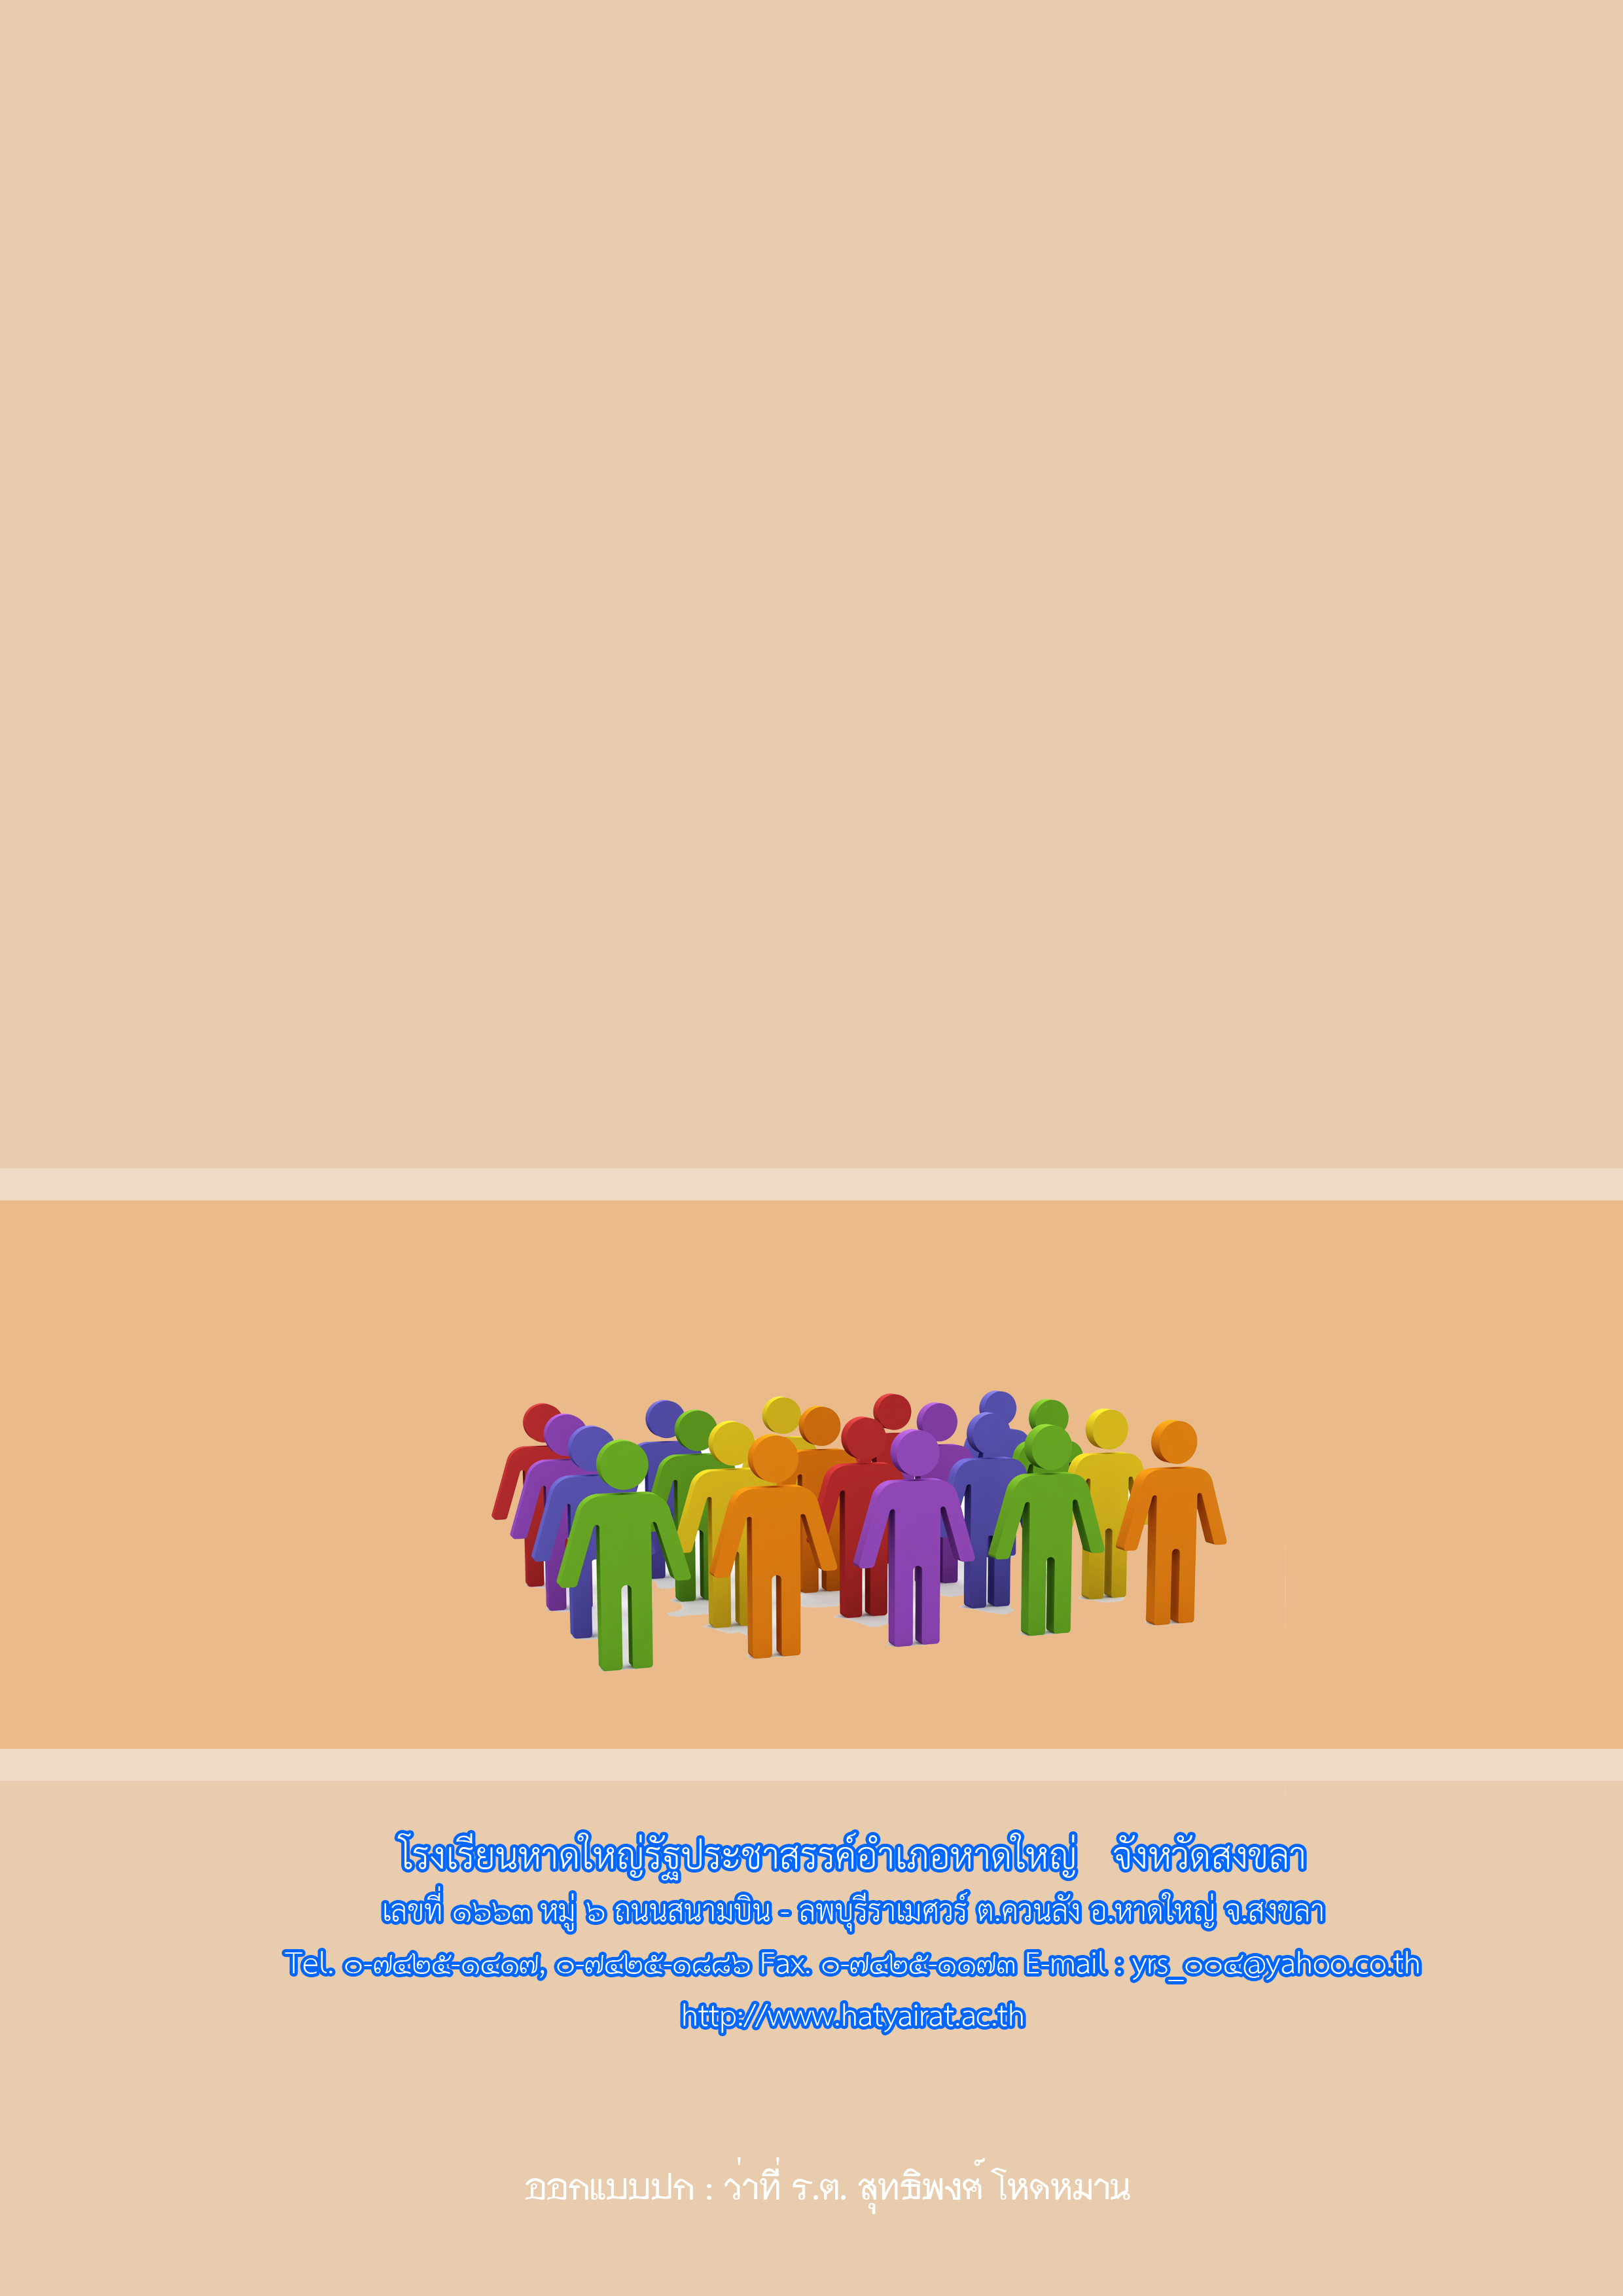 โรงเรียนหาดใหญ่รัฐประชาสรรค์อำเภอหาดใหญ่ จังหวัดสงขลา
เลขที่ ๑๖๖๓ หมู่ ๖ ถนนสนามบิน - ลพบุรีราเมศวร์ ต.ควนลัง อ.หาดใหญ่ จ.สงขลา
Tel. ๐-๗๔๒๕-๑๔๑๗, ๐-๗๔๒๕-๑๘๘๖ Fax. ๐-๗๔๒๕-๑๑๗๓ E-mail : yrs_๐๐๔@yahoo.co.th
http://www.hatyairat.ac.th
ออกแบบปก : ว่าที่ ร.ต. สุทธิพงศ์ โหดหมาน